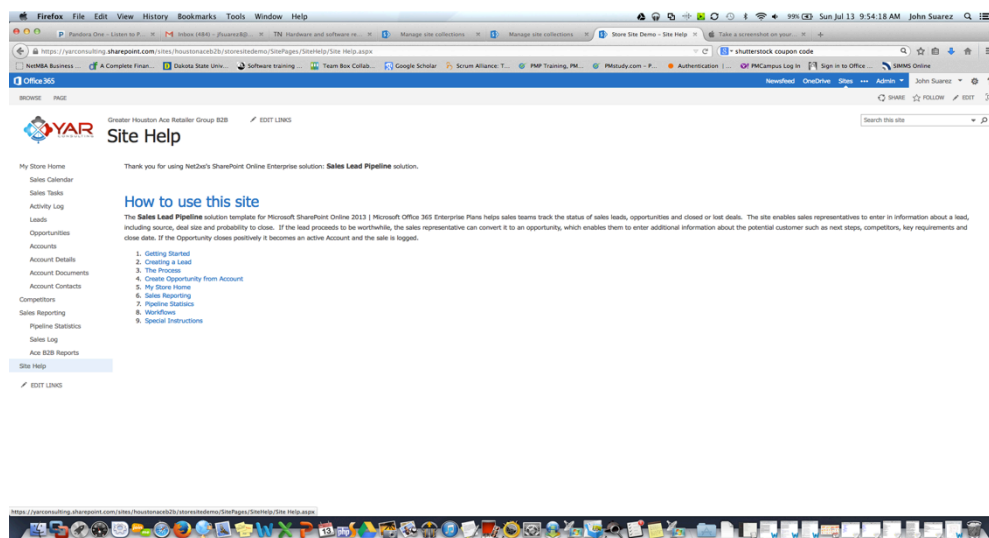 Firefox File Edit View History Bookmarks Tools Window Help 99% Sun Jul 13 9:54:18 AM John Suarez
Pandora One - Listen to F... Inbox (484) - jfsuarez8@... TN Hardware and software re... Manage site collections Manage site collections Store Site Demo - Site Help Take a screenshot on your...
https://yarconsulting.sharepoint.com/sites/houstonaceb2b/storesitedemo/SitePages/SiteHelp/Site Help.aspx shutterstock coupon code
NetMBA Business ... A Complete Finan... Dakota State Univ... Software training ... Team Box Collab... Google Scholar Scrum Alliance: T... PMP Training, PM... PMstudy.com - P... Authentication | ... PMCampus Log In Sign in to Office ... SIMMS Online
Office 365 Newsfeed OneDrive Sites ••• Admin John Suarez
BROWSE PAGE SHARE FOLLOW EDIT
YAR CONSULTING
Greater Houston Ace Retailer Group B2B EDIT LINKS
Search this site
Site Help
My Store Home
Sales Calendar
Sales Tasks
Activity Log
Leads
Opportunities
Accounts
Account Details
Account Documents
Account Contacts
Competitors
Sales Reporting
Pipeline Statistics
Sales Log
Ace B2B Reports
Site Help
EDIT LINKS
Thank you for using Net2xs's SharePoint Online Enterprise solution: Sales Lead Pipeline solution.
How to use this site
The Sales Lead Pipeline solution template for Microsoft SharePoint Online 2013 | Microsoft Office 365 Enterprise Plans helps sales teams track the status of sales leads, opportunities and closed or lost deals. The site enables sales representatives to enter in information about a lead,
including source, deal size and probability to close. If the lead proceeds to be worthwhile, the sales representative can convert it to an opportunity, which enables them to enter additional information about the potential customer such as next steps, competitors, key requirements and
close date. If the Opportunity closes positively it becomes an active Account and the sale is logged.
1. Getting Started
2. Creating a Lead
3. The Process
4. Create Opportunity from Account
5. My Store Home
6. Sales Reporting
7. Pipeline Statisics
8. Workflows
9. Special Instructions
https://yarconsulting.sharepoint.com/sites/houstonaceb2b/storesitedemo/SitePages/SiteHelp/Site Help.aspx